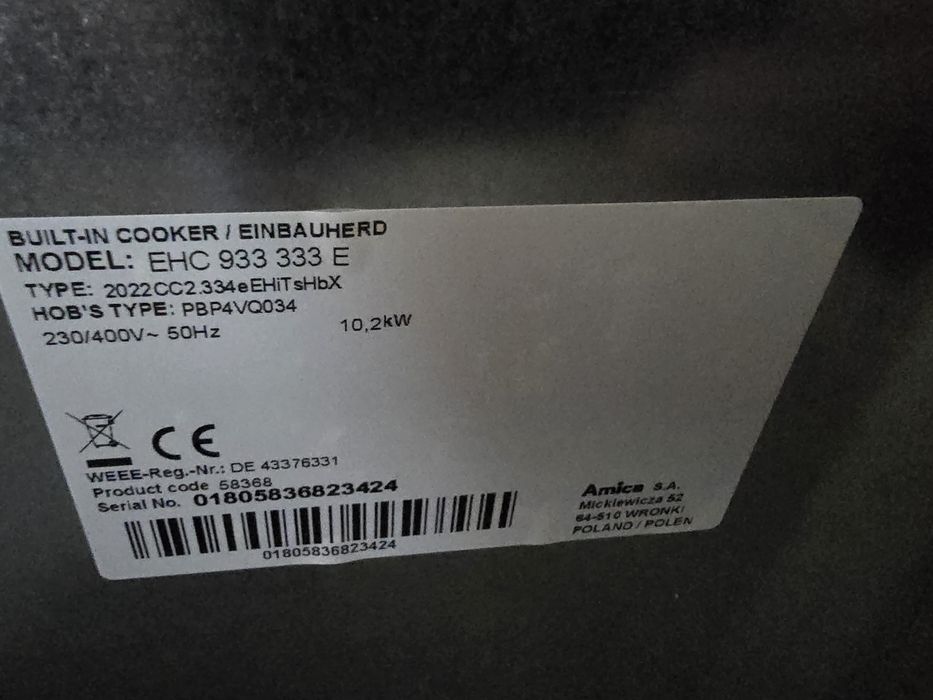 BUILT-IN COOKER / EINBAUHERD
MODEL: EHC 933 333 E
TYPE: 2022CC2.334eEHiTsHbX
HOB'S TYPE: PBP4VQ034
230/400V~ 50Hz 10,2kW
CE
WEEE-Reg.-Nr.: DE 43376331
Product code 58368
Serial No. 01805836823424
01805836823424
Amica S.A.
Mickiewicza 52
64-510 WRONKI
POLAND / POLEN